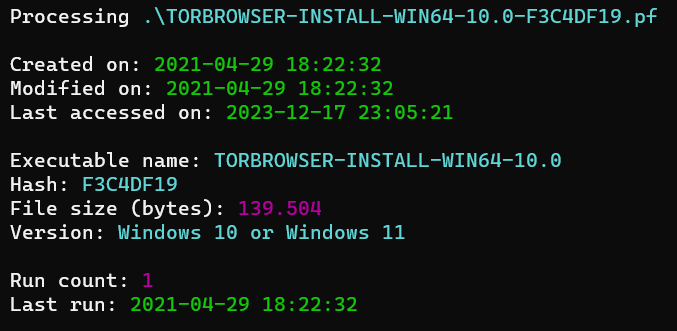 Processing .\TORBROWSER-INSTALL-WIN64-10.0-F3C4DF19.pf
Created on: 2021-04-29 18:22:32
Modified on: 2021-04-29 18:22:32
Last accessed on: 2023-12-17 23:05:21
Executable name: TORBROWSER-INSTALL-WIN64-10.0
Hash: F3C4DF19
File size (bytes): 139.504
Version: Windows 10 or Windows 11
Run count: 1
Last run: 2021-04-29 18:22:32